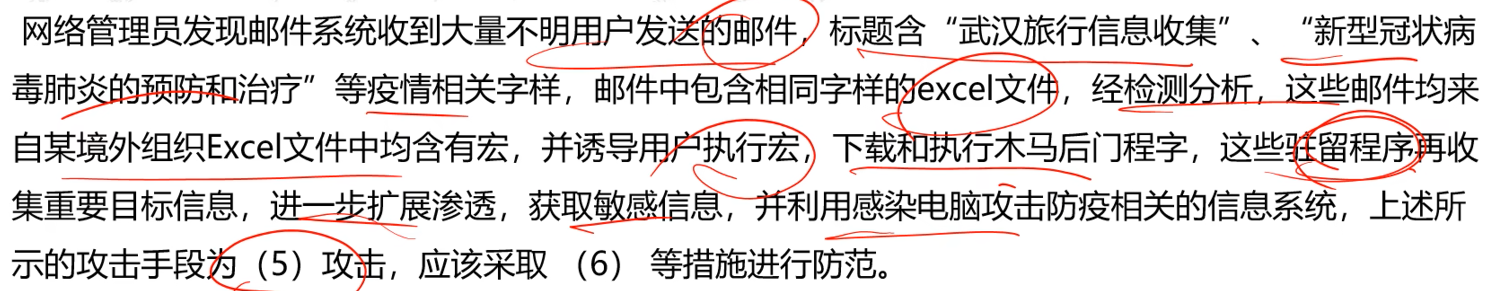 网络管理员发现邮件系统收到大量不明用户发送的邮件，标题含“武汉旅行信息收集”、“新型冠状病
毒肺炎的预防和治疗”等疫情相关字样，邮件中包含相同字样的excel文件，经检测分析，这些邮件均来
自某境外组织Excel文件中均含有宏，并诱导用户执行宏，下载和执行木马后门程字，这些驻留程序再收
集重要目标信息，进一步扩展渗透，获取敏感信息，并利用感染电脑攻击防疫相关的信息系统，上述所
示的攻击手段为（5）攻击，应该采取 （6） 等措施进行防范。